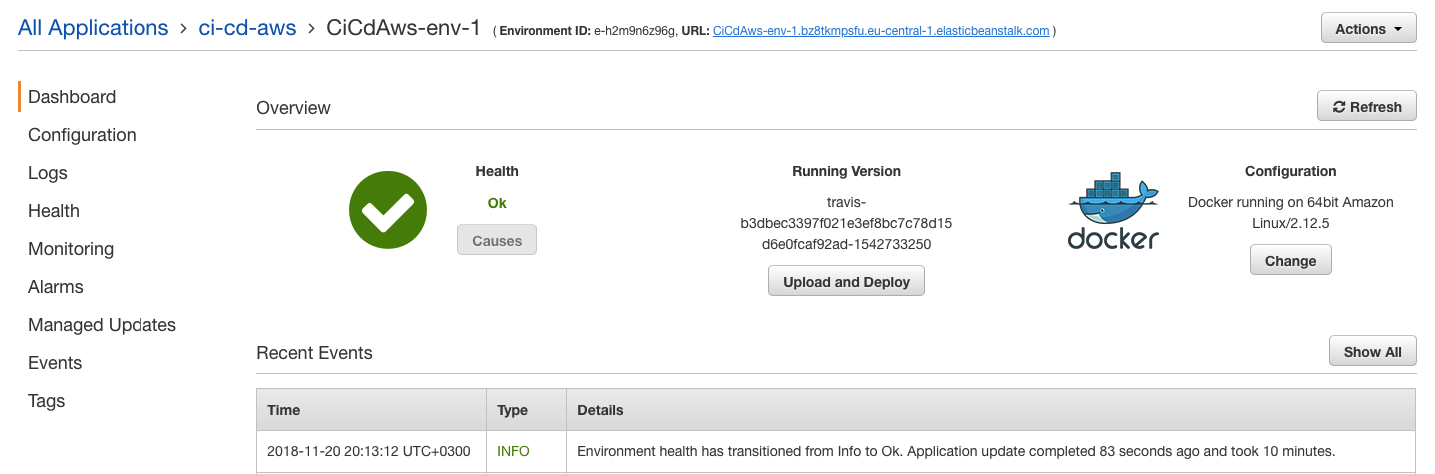 All Applications > ci-cd-aws > CiCdAws-env-1 ( Environment ID: e-h2m9n6z96g, URL: CiCdAws-env-1.bz8tkmpsfu.eu-central-1.elasticbeanstalk.com )
Actions
Dashboard
Configuration
Logs
Health
Monitoring
Alarms
Managed Updates
Events
Tags
Overview
Refresh
Health
Ok
Causes
Running Version
travis-
b3dbec3397f021e3ef8bc7c78d15
d6e0fcaf92ad-1542733250
Upload and Deploy
docker
Configuration
Docker running on 64bit Amazon
Linux/2.12.5
Change
Recent Events
Show All
Time Type Details
2018-11-20 20:13:12 UTC+0300 INFO Environment health has transitioned from Info to Ok. Application update completed 83 seconds ago and took 10 minutes.